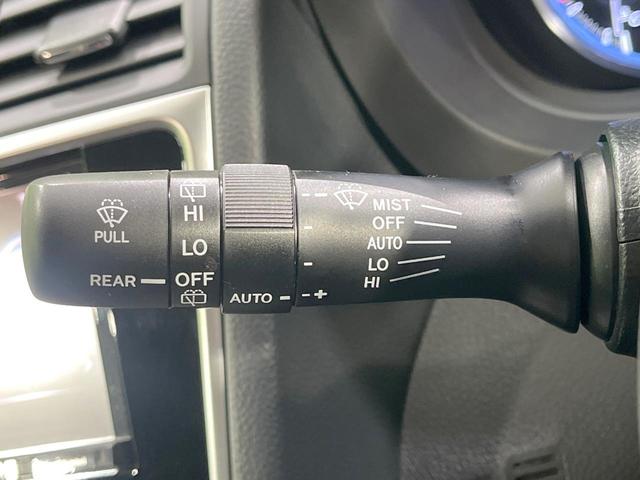 PULL
REAR
HI
LO
OFF
AUTO
- -
-
-
- +
MIST
OFF
AUTO
LO
HI